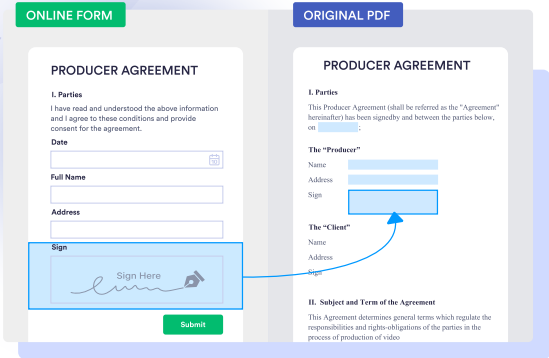 ONLINE FORM
PRODUCER AGREEMENT
I. Parties
I have read and understood the above information
and I agree to these conditions and provide
consent for the agreement.
Date
Full Name
Address
Sign
Sign Here
Submit
ORIGINAL PDF
PRODUCER AGREEMENT
I. Parties
This Producer Agreement (shall be referred as the "Agreement"
hereinafter) has been signedby and between the parties below,
on ;
The “Producer”
Name
Address
Sign
The “Client”
Name
Address
Sign
II. Subject and Term of the Agreement
This Agreement determines general terms which regulate the
responsibilities and rights-obligations of the parties in the
process of production of video